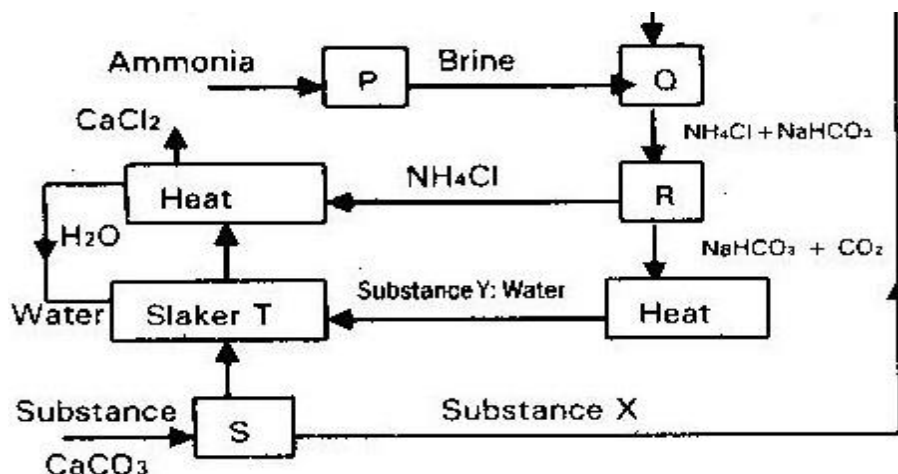 Ammonia
P
Brine
Q
CaCl₂
NH₄Cl + NaHCO₃
Heat
NH₄Cl
R
H₂O
NaHCO₃ + CO₂
Water
Slaker T
Substance Y: Water
Heat
Substance
S
Substance X
CaCO₃